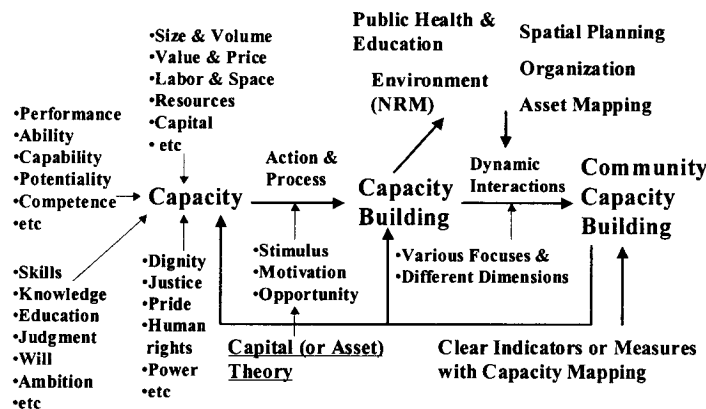 •Size & Volume
•Value & Price
•Labor & Space
•Resources
•Capital
• etc
Public Health &
Education
Environment
(NRM)
Spatial Planning
Organization
Asset Mapping
•Performance
•Ability
•Capability
•Potentiality
•Competence
•etc
Capacity
Action &
Process
Capacity
Building
Dynamic
Interactions
Community
Capacity
Building
•Skills
•Knowledge
•Education
•Judgment
•Will
•Ambition
•etc
•Dignity
•Justice
•Pride
•Human
rights
•Power
•etc
•Stimulus
•Motivation
•Opportunity
•Various Focuses &
•Different Dimensions
Capital (or Asset)
Theory
Clear Indicators or Measures
with Capacity Mapping